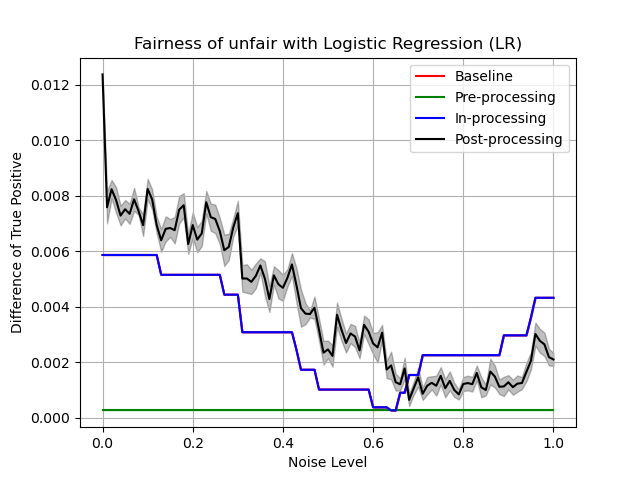 Fairness of unfair with Logistic Regression (LR)
Difference of True Positive
0.012
0.010
0.008
0.006
0.004
0.002
0.000
Baseline
Pre-processing
In-processing
Post-processing
0.0 0.2 0.4 0.6 0.8 1.0
Noise Level